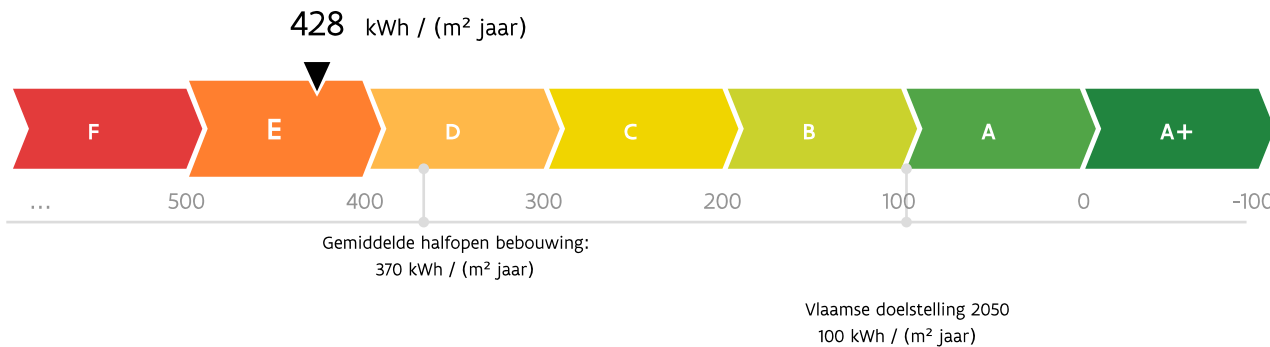 428 kWh / (m² jaar)
F E D C B A A+
... 500 400 300 200 100 0 -100
Gemiddelde halfopen bebouwing:
370 kWh / (m² jaar)
Vlaamse doelstelling 2050
100 kWh / (m² jaar)